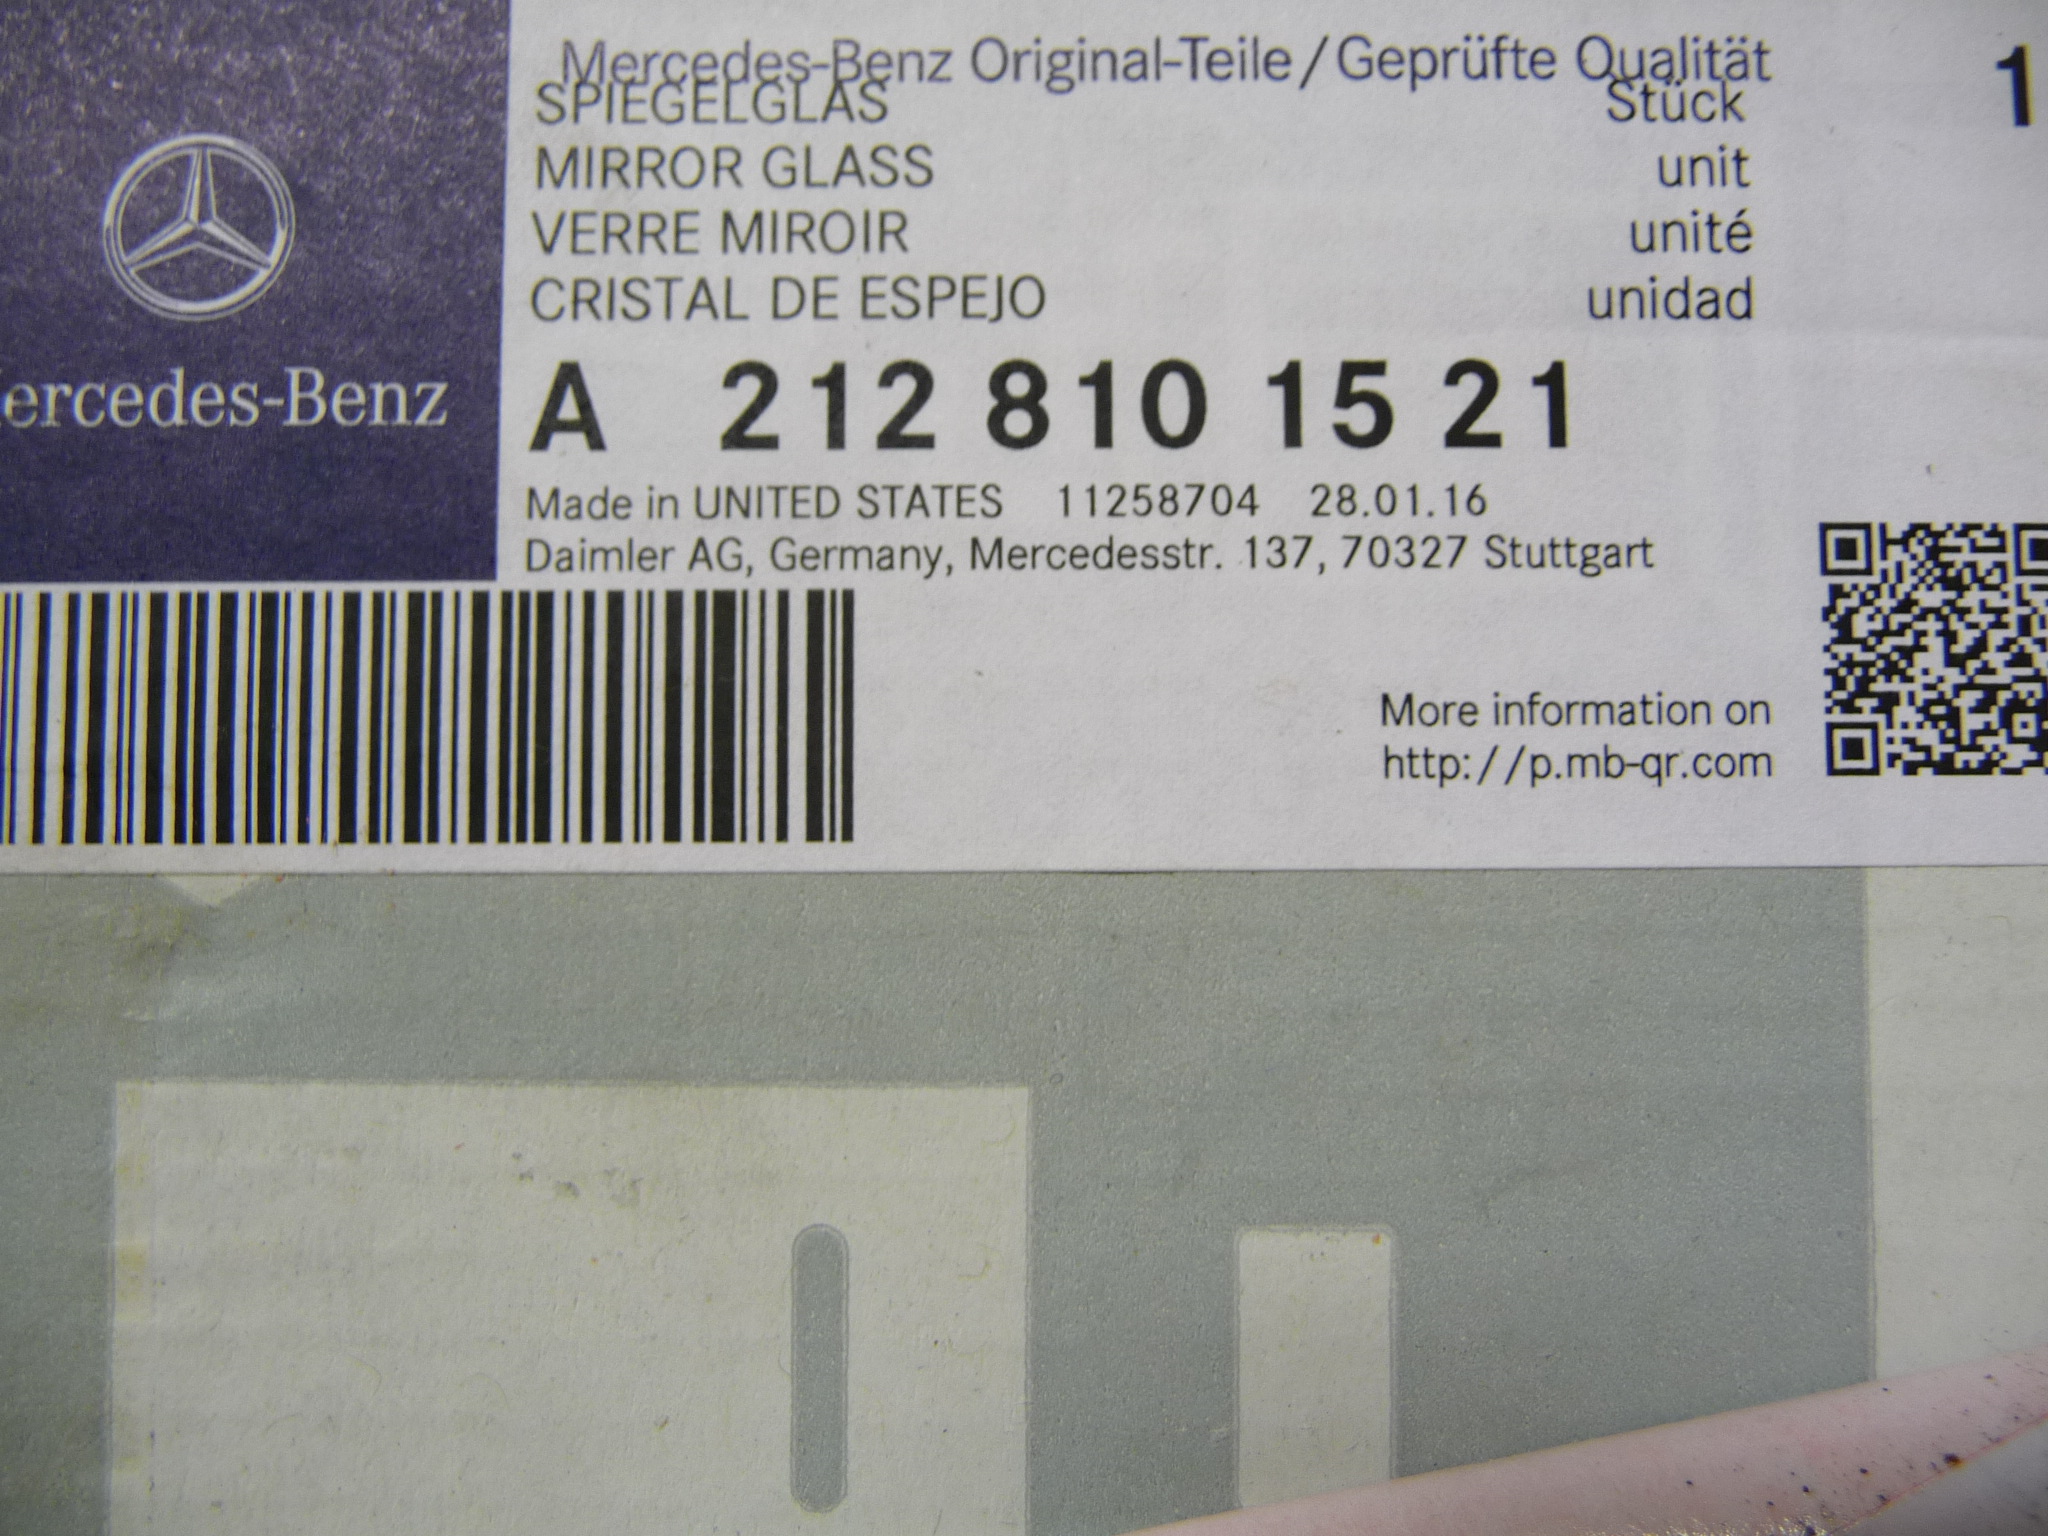 Mercedes-Benz Original-Teile / Geprüfte Qualität
1
SPIEGELGLAS Stück
MIRROR GLASS unit
VERRE MIROIR unité
CRISTAL DE ESPEJO unidad
Mercedes-Benz
A 212 810 15 21
Made in UNITED STATES 11258704 28.01.16
Daimler AG, Germany, Mercedesstr. 137, 70327 Stuttgart
More information on
http://p.mb-qr.com